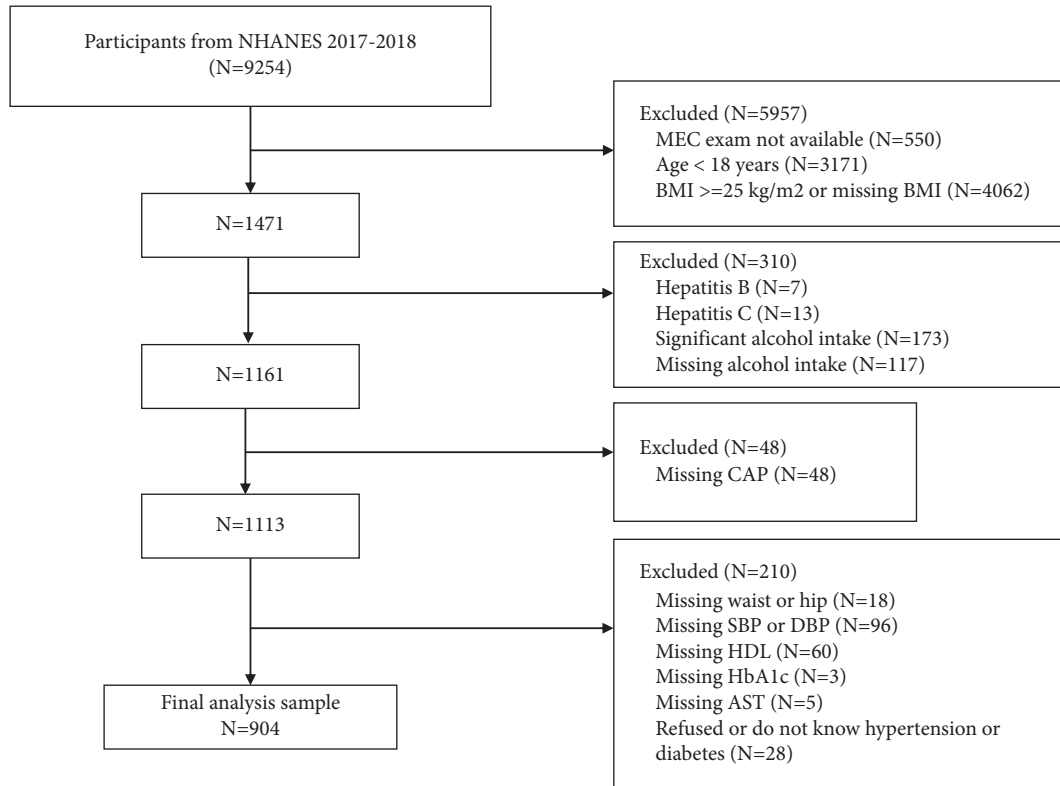 Participants from NHANES 2017-2018
(N=9254)
Excluded (N=5957)
MEC exam not available (N=550)
Age < 18 years (N=3171)
BMI >=25 kg/m2 or missing BMI (N=4062)
N=1471
Excluded (N=310)
Hepatitis B (N=7)
Hepatitis C (N=13)
Significant alcohol intake (N=173)
Missing alcohol intake (N=117)
N=1161
Excluded (N=48)
Missing CAP (N=48)
N=1113
Excluded (N=210)
Missing waist or hip (N=18)
Missing SBP or DBP (N=96)
Missing HDL (N=60)
Missing HbA1c (N=3)
Missing AST (N=5)
Refused or do not know hypertension or
diabetes (N=28)
Final analysis sample
N=904